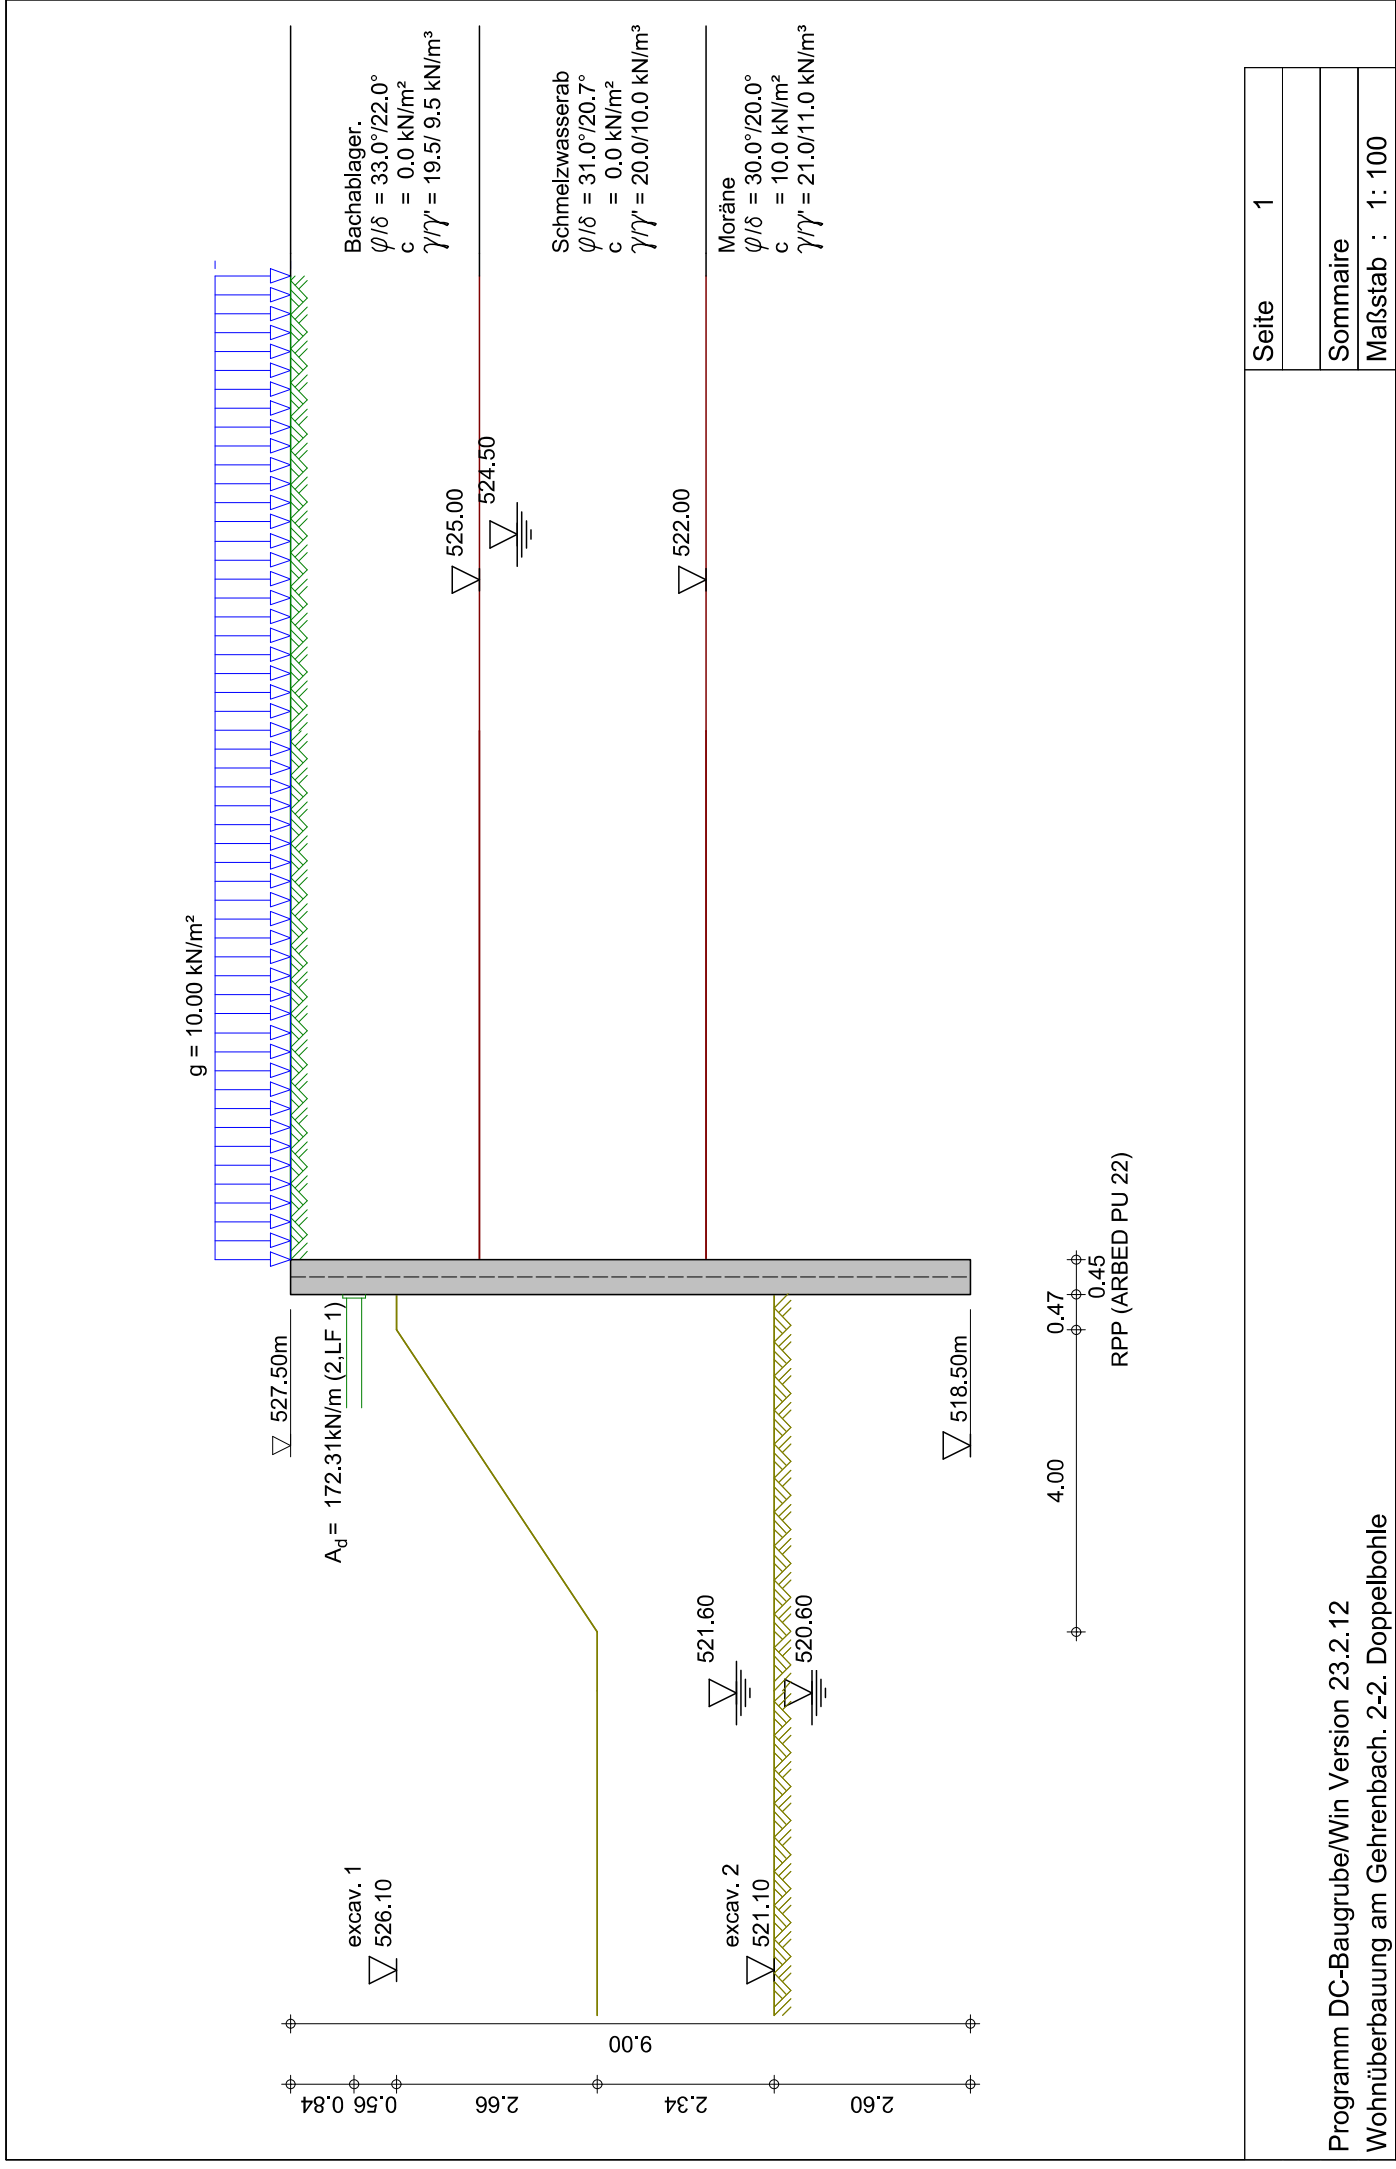 g = 10.00 kN/m²
Bachablager.
φ/δ = 33.0°/22.0°
c = 0.0 kN/m²
γ/γ' = 19.5/ 9.5 kN/m³
Schmelzwasserab
φ/δ = 31.0°/20.7°
c = 0.0 kN/m²
γ/γ' = 20.0/10.0 kN/m³
Moräne
φ/δ = 30.0°/20.0°
c = 10.0 kN/m²
γ/γ' = 21.0/11.0 kN/m³
525.00
524.50
522.00
527.50m
A_d = 172.31kN/m (2,LF 1)
excav. 1
526.10
521.60
520.60
excav. 2
521.10
518.50m
0.84
0.56
2.66
2.34
2.60
9.00
4.00
0.47
0.45
RPP (ARBED PU 22)
Programm DC-Baugrube/Win Version 23.2.12
Wohnüberbauung am Gehrenbach. 2-2. Doppelbohle
Seite 1
Sommaire
Maßstab : 1: 100